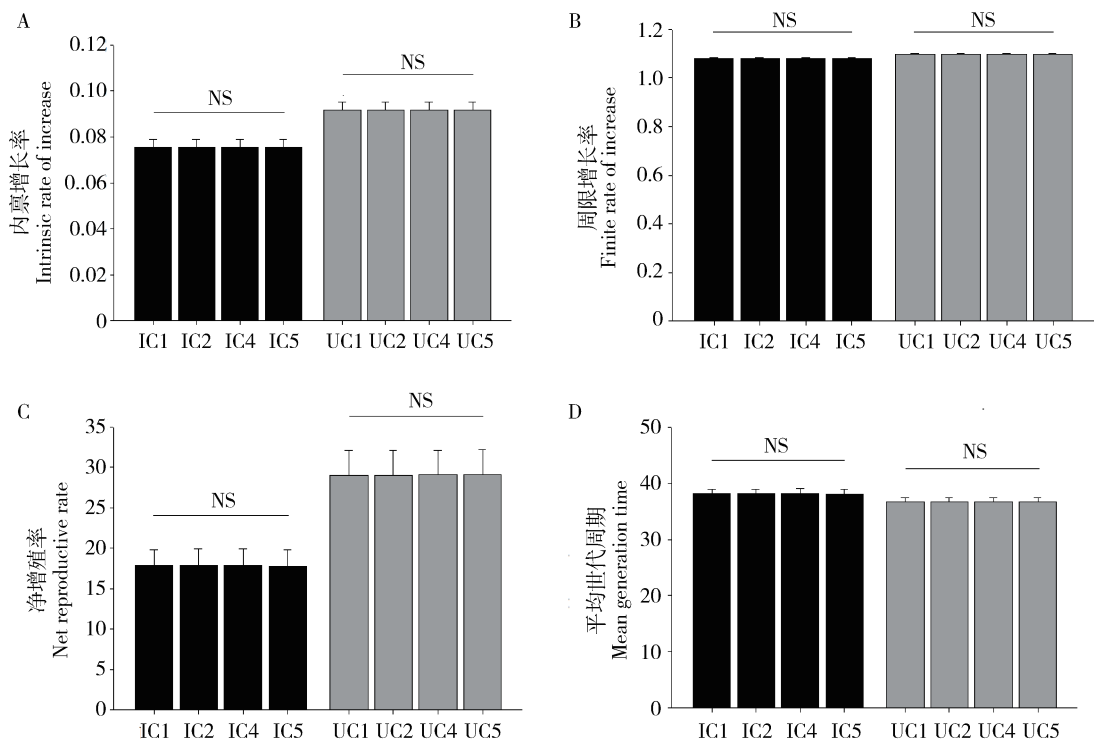 A
内禀增长率
Intrinsic rate of increase
0.12
0.10
0.08
0.06
0.04
0.02
0
NS
NS
IC1 IC2 IC4 IC5 UC1 UC2 UC4 UC5
B
周限增长率
Finite rate of increase
1.2
1.0
0.8
0.6
0.4
0.2
0
NS
NS
IC1 IC2 IC4 IC5 UC1 UC2 UC4 UC5
C
净增殖率
Net reproductive rate
35
30
25
20
15
10
5
0
NS
NS
IC1 IC2 IC4 IC5 UC1 UC2 UC4 UC5
D
平均世代周期
Mean generation time
50
40
30
20
10
0
NS
NS
IC1 IC2 IC4 IC5 UC1 UC2 UC4 UC5